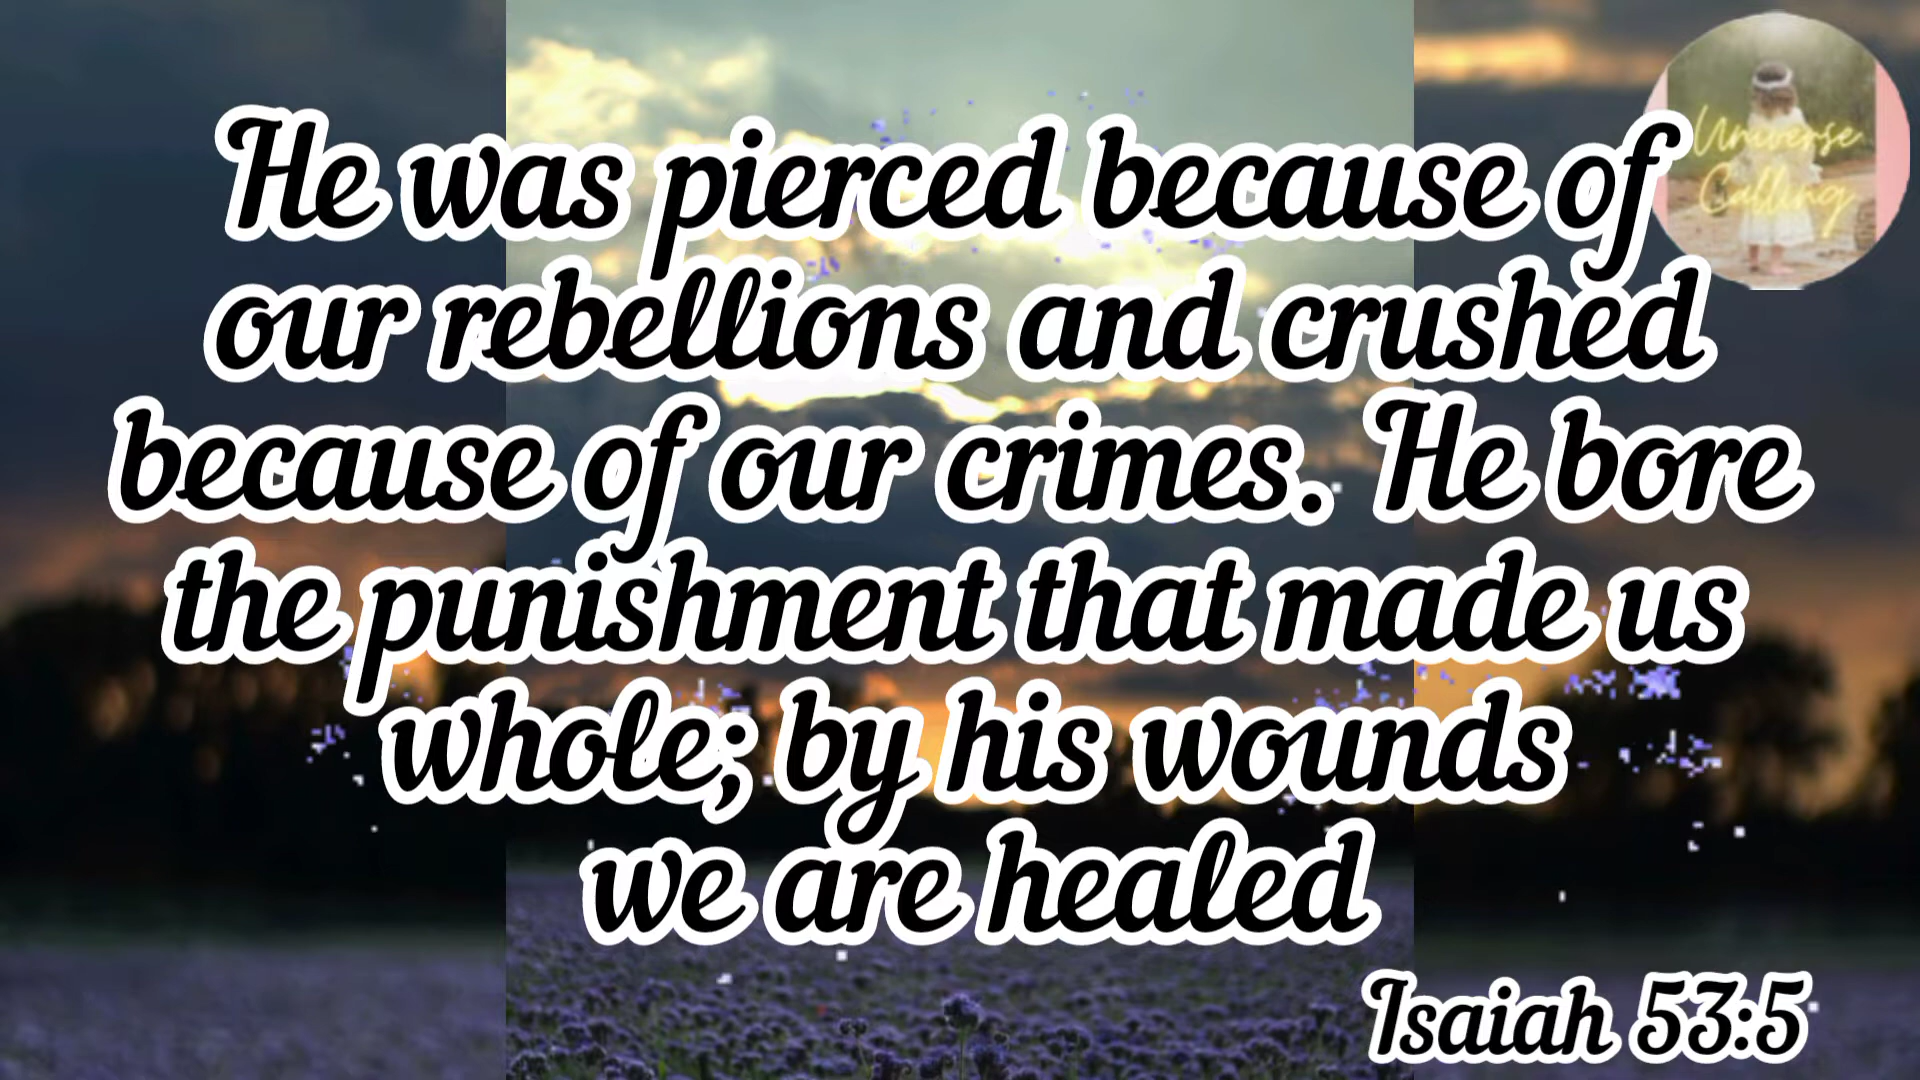 Universe
Calling
He was pierced because of
our rebellions and crushed
because of our crimes. He bore
the punishment that made us
whole; by his wounds
we are healed
Isaiah 53:5